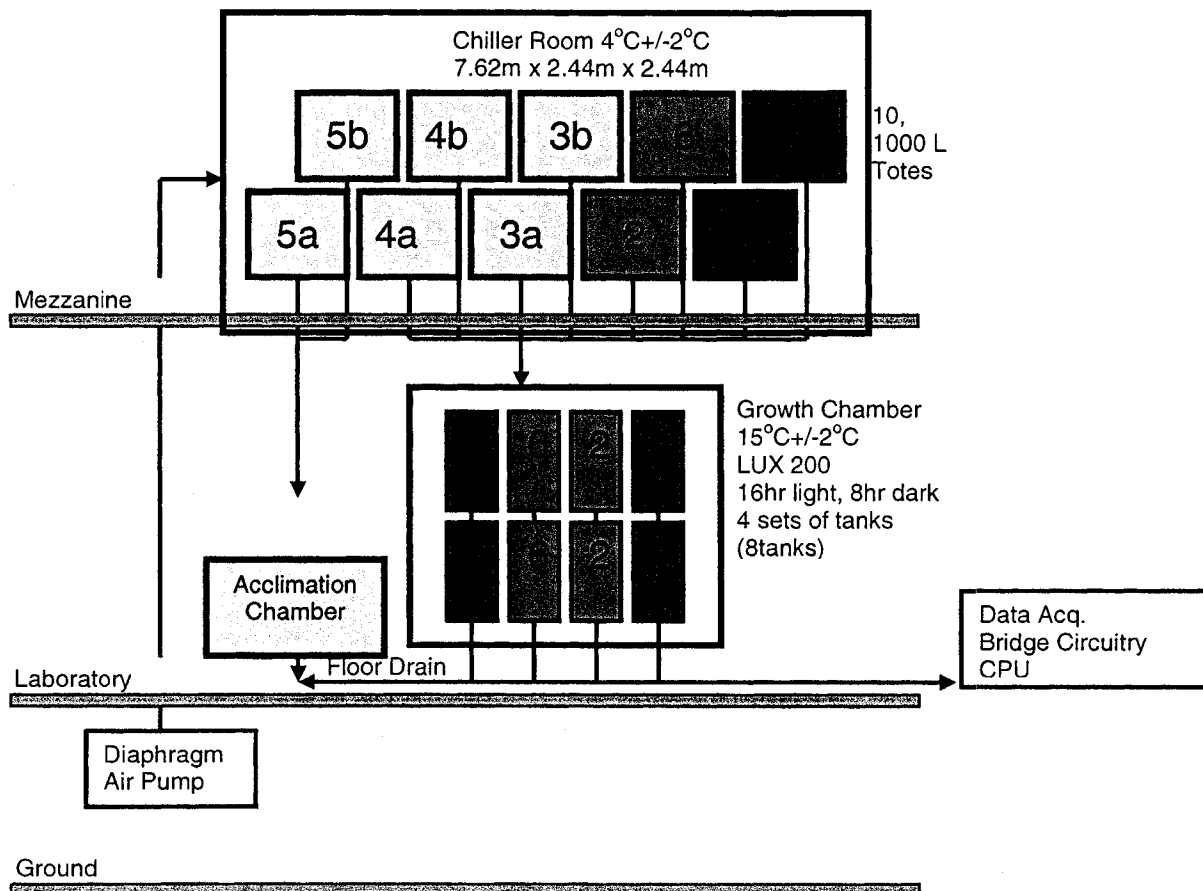 Chiller Room 4°C+/-2°C
7.62m x 2.44m x 2.44m
5b
4b
3b
10,
1000 L
Totes
5a
4a
3a
2
Mezzanine
Growth Chamber
15°C+/-2°C
LUX 200
16hr light, 8hr dark
4 sets of tanks
(8tanks)
2
2
Acclimation
Chamber
Floor Drain
Data Acq.
Bridge Circuitry
CPU
Laboratory
Diaphragm
Air Pump
Ground